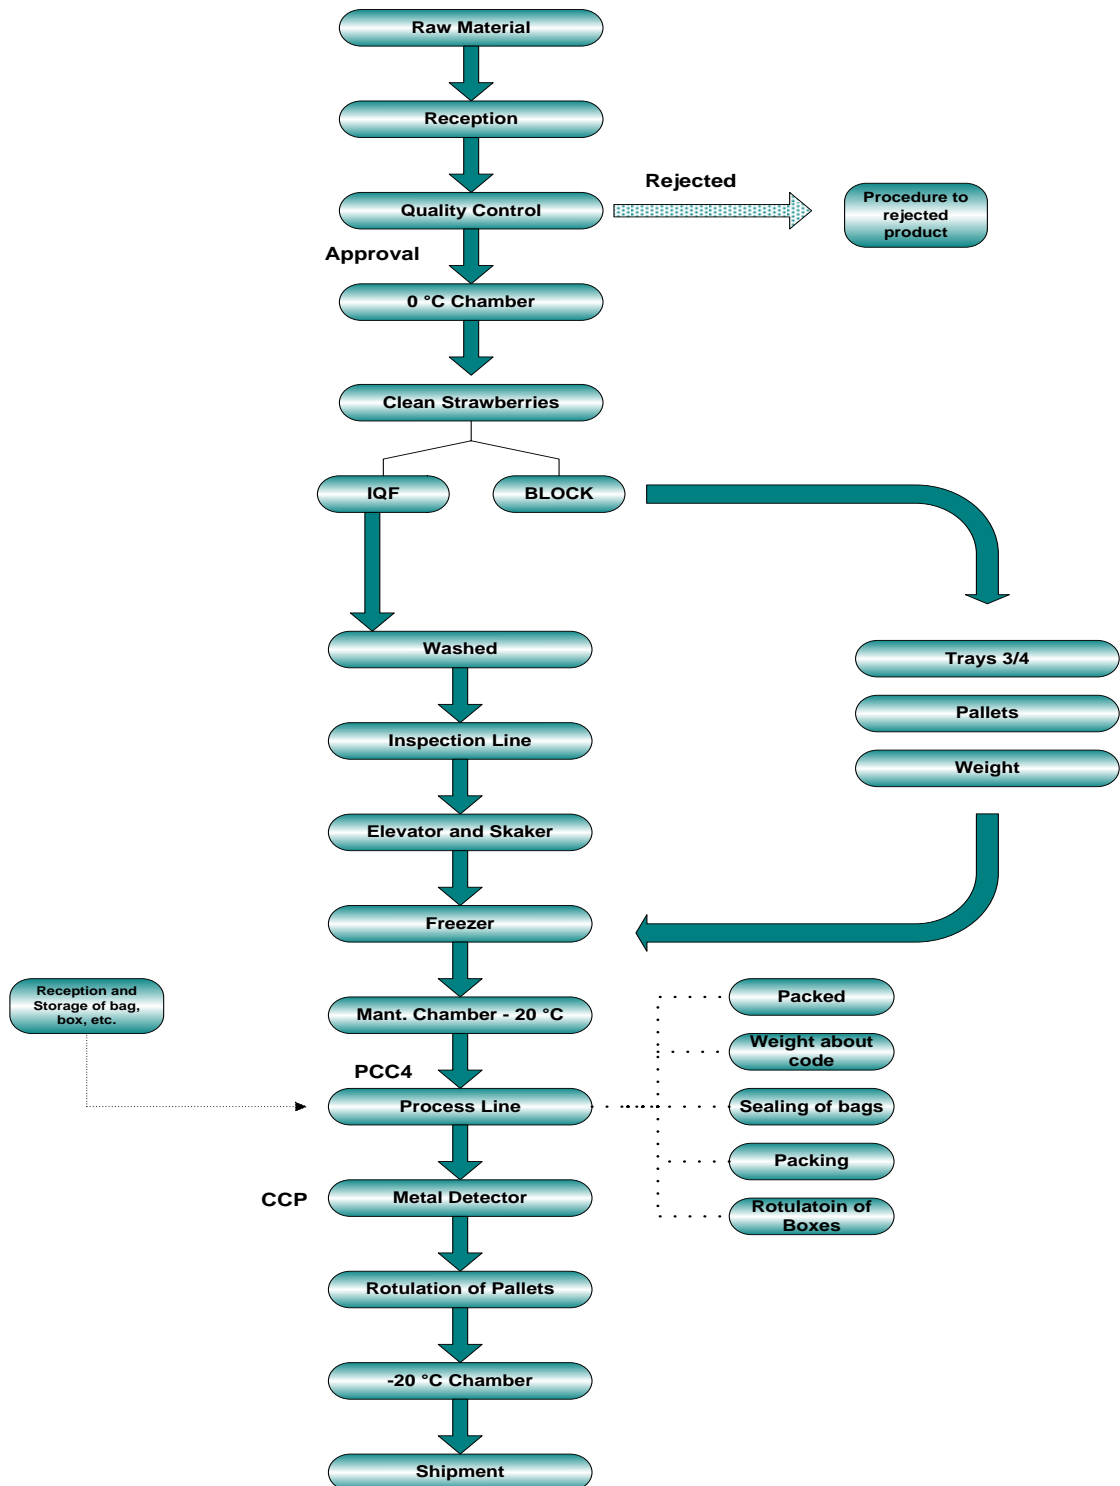 Raw Material
Reception
Quality Control
Rejected
Procedure to
rejected
product
Approval
0 °C Chamber
Clean Strawberries
IQF
BLOCK
Washed
Inspection Line
Elevator and Skaker
Freezer
Trays 3/4
Pallets
Weight
Reception and
Storage of bag,
box, etc.
Mant. Chamber - 20 °C
PCC4
Process Line
Packed
Weight about
code
Sealing of bags
Packing
Rotulatoin of
Boxes
CCP
Metal Detector
Rotulation of Pallets
-20 °C Chamber
Shipment